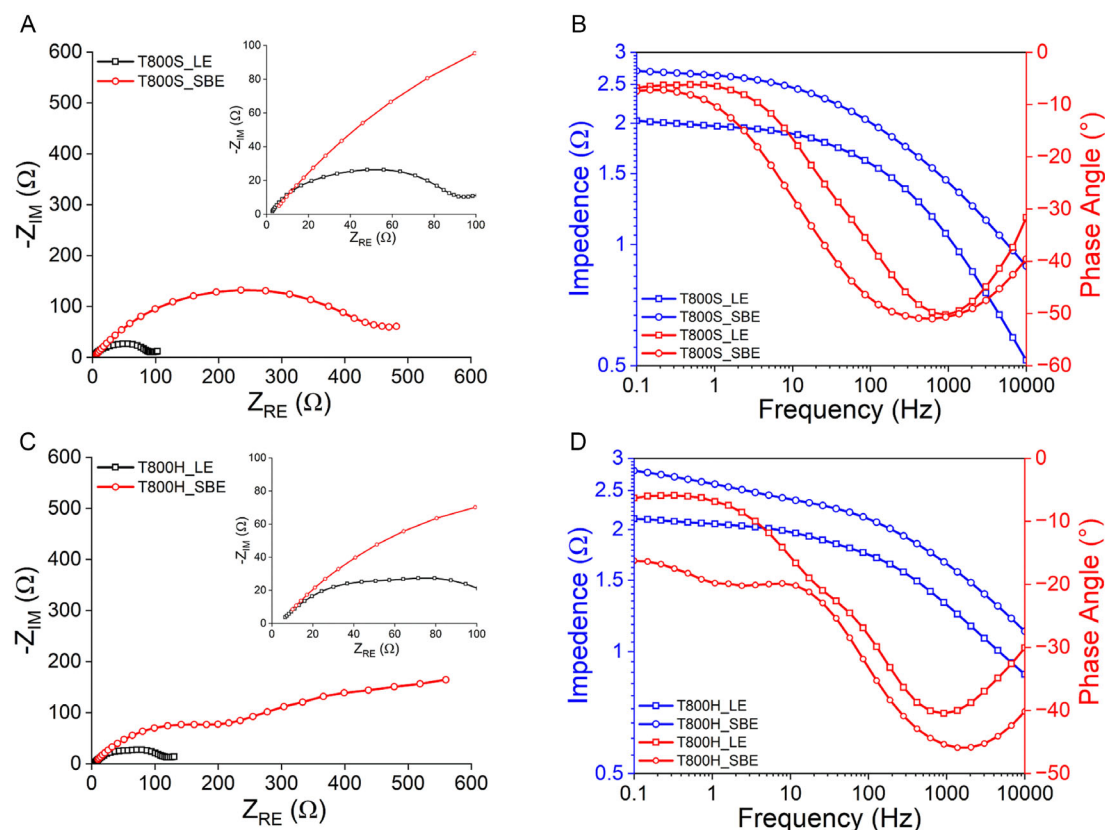 A
600
500
400
300
200
100
0
-Z_IM (Ω)
0 100 200 300 400 500 600
Z_RE (Ω)
T800S_LE
T800S_SBE
100
80
60
40
20
0
-Z_IM (Ω)
0 20 40 60 80 100
Z_RE (Ω)
B
3
2.5
2
1.5
1
0.5
Impedence (Ω)
0
−10
−20
−30
−40
−50
−60
Phase Angle (°)
0.1 1 10 100 1000 10000
Frequency (Hz)
T800S_LE
T800S_SBE
T800S_LE
T800S_SBE
C
600
500
400
300
200
100
0
-Z_IM (Ω)
0 100 200 300 400 500 600
Z_RE (Ω)
T800H_LE
T800H_SBE
100
80
60
40
20
0
-Z_IM (Ω)
0 20 40 60 80 100
Z_RE (Ω)
D
3
2.5
2
1.5
1
0.5
Impedence (Ω)
0
−10
−20
−30
−40
−50
Phase Angle (°)
0.1 1 10 100 1000 10000
Frequency (Hz)
T800H_LE
T800H_SBE
T800H_LE
T800H_SBE